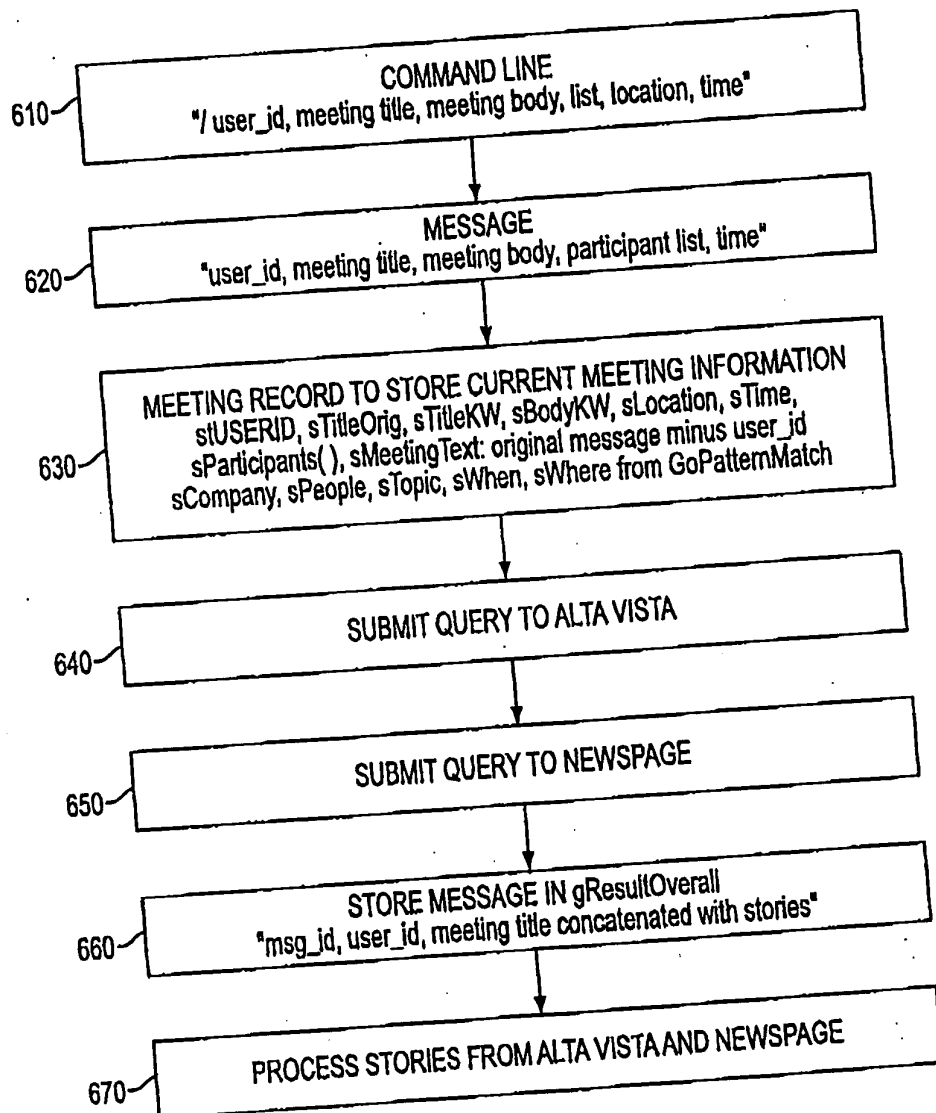 610
COMMAND LINE
"/ user_id, meeting title, meeting body, list, location, time"
620
MESSAGE
"user_id, meeting title, meeting body, participant list, time"
630
MEETING RECORD TO STORE CURRENT MEETING INFORMATION
stUSERID, sTitleOrig, sTitleKW, sBodyKW, sLocation, sTime,
sParticipants( ), sMeetingText: original message minus user_id
sCompany, sPeople, sTopic, sWhen, sWhere from GoPatternMatch
640
SUBMIT QUERY TO ALTA VISTA
650
SUBMIT QUERY TO NEWSPAGE
660
STORE MESSAGE IN gResultOverall
"msg_id, user_id, meeting title concatenated with stories"
670
PROCESS STORIES FROM ALTA VISTA AND NEWSPAGE